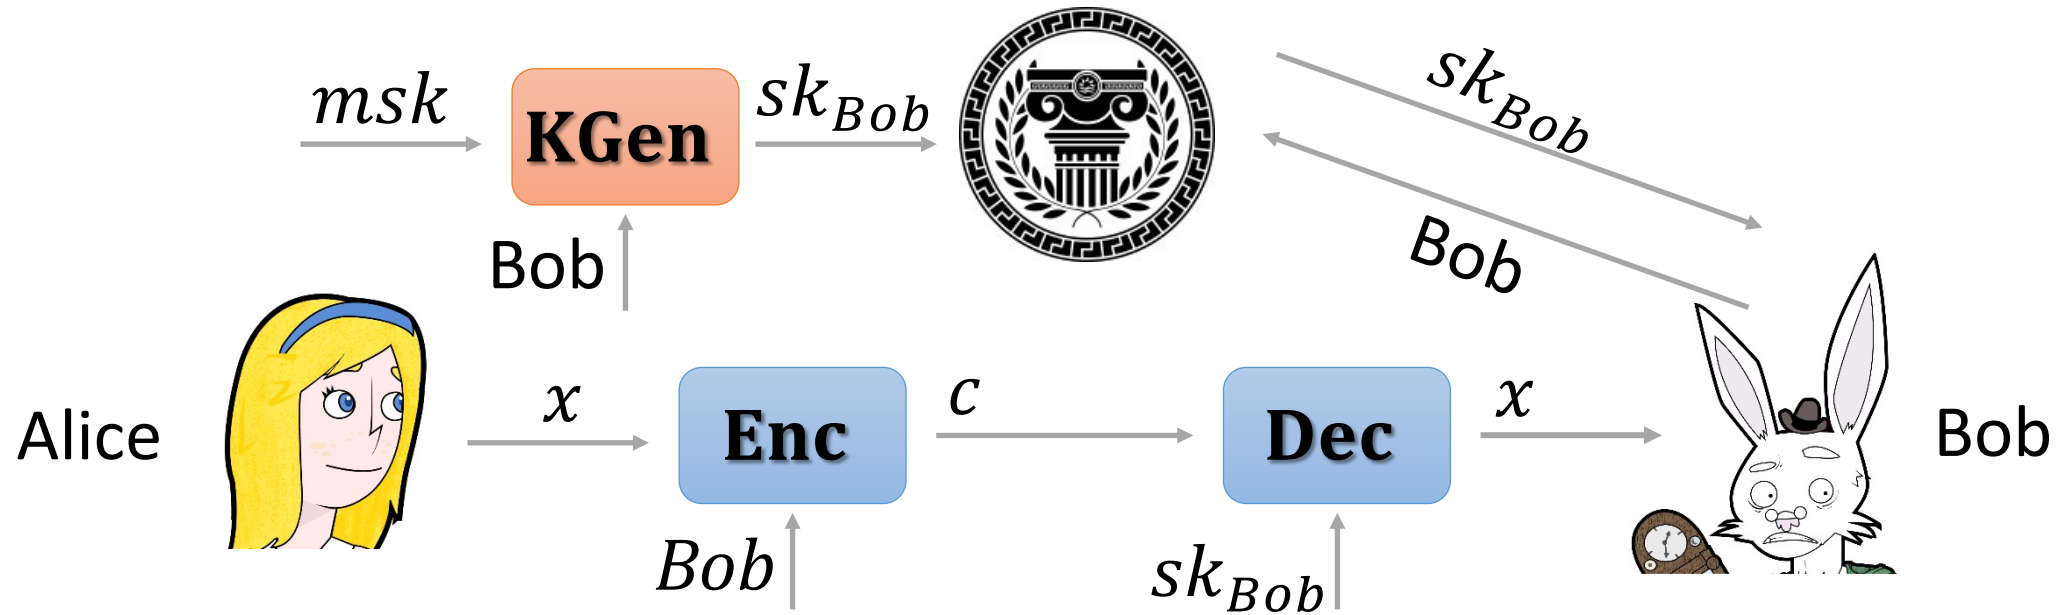 msk
KGen
sk_Bob
sk_Bob
Bob
Bob
Alice
x
Enc
c
Dec
x
Bob
Bob
sk_Bob